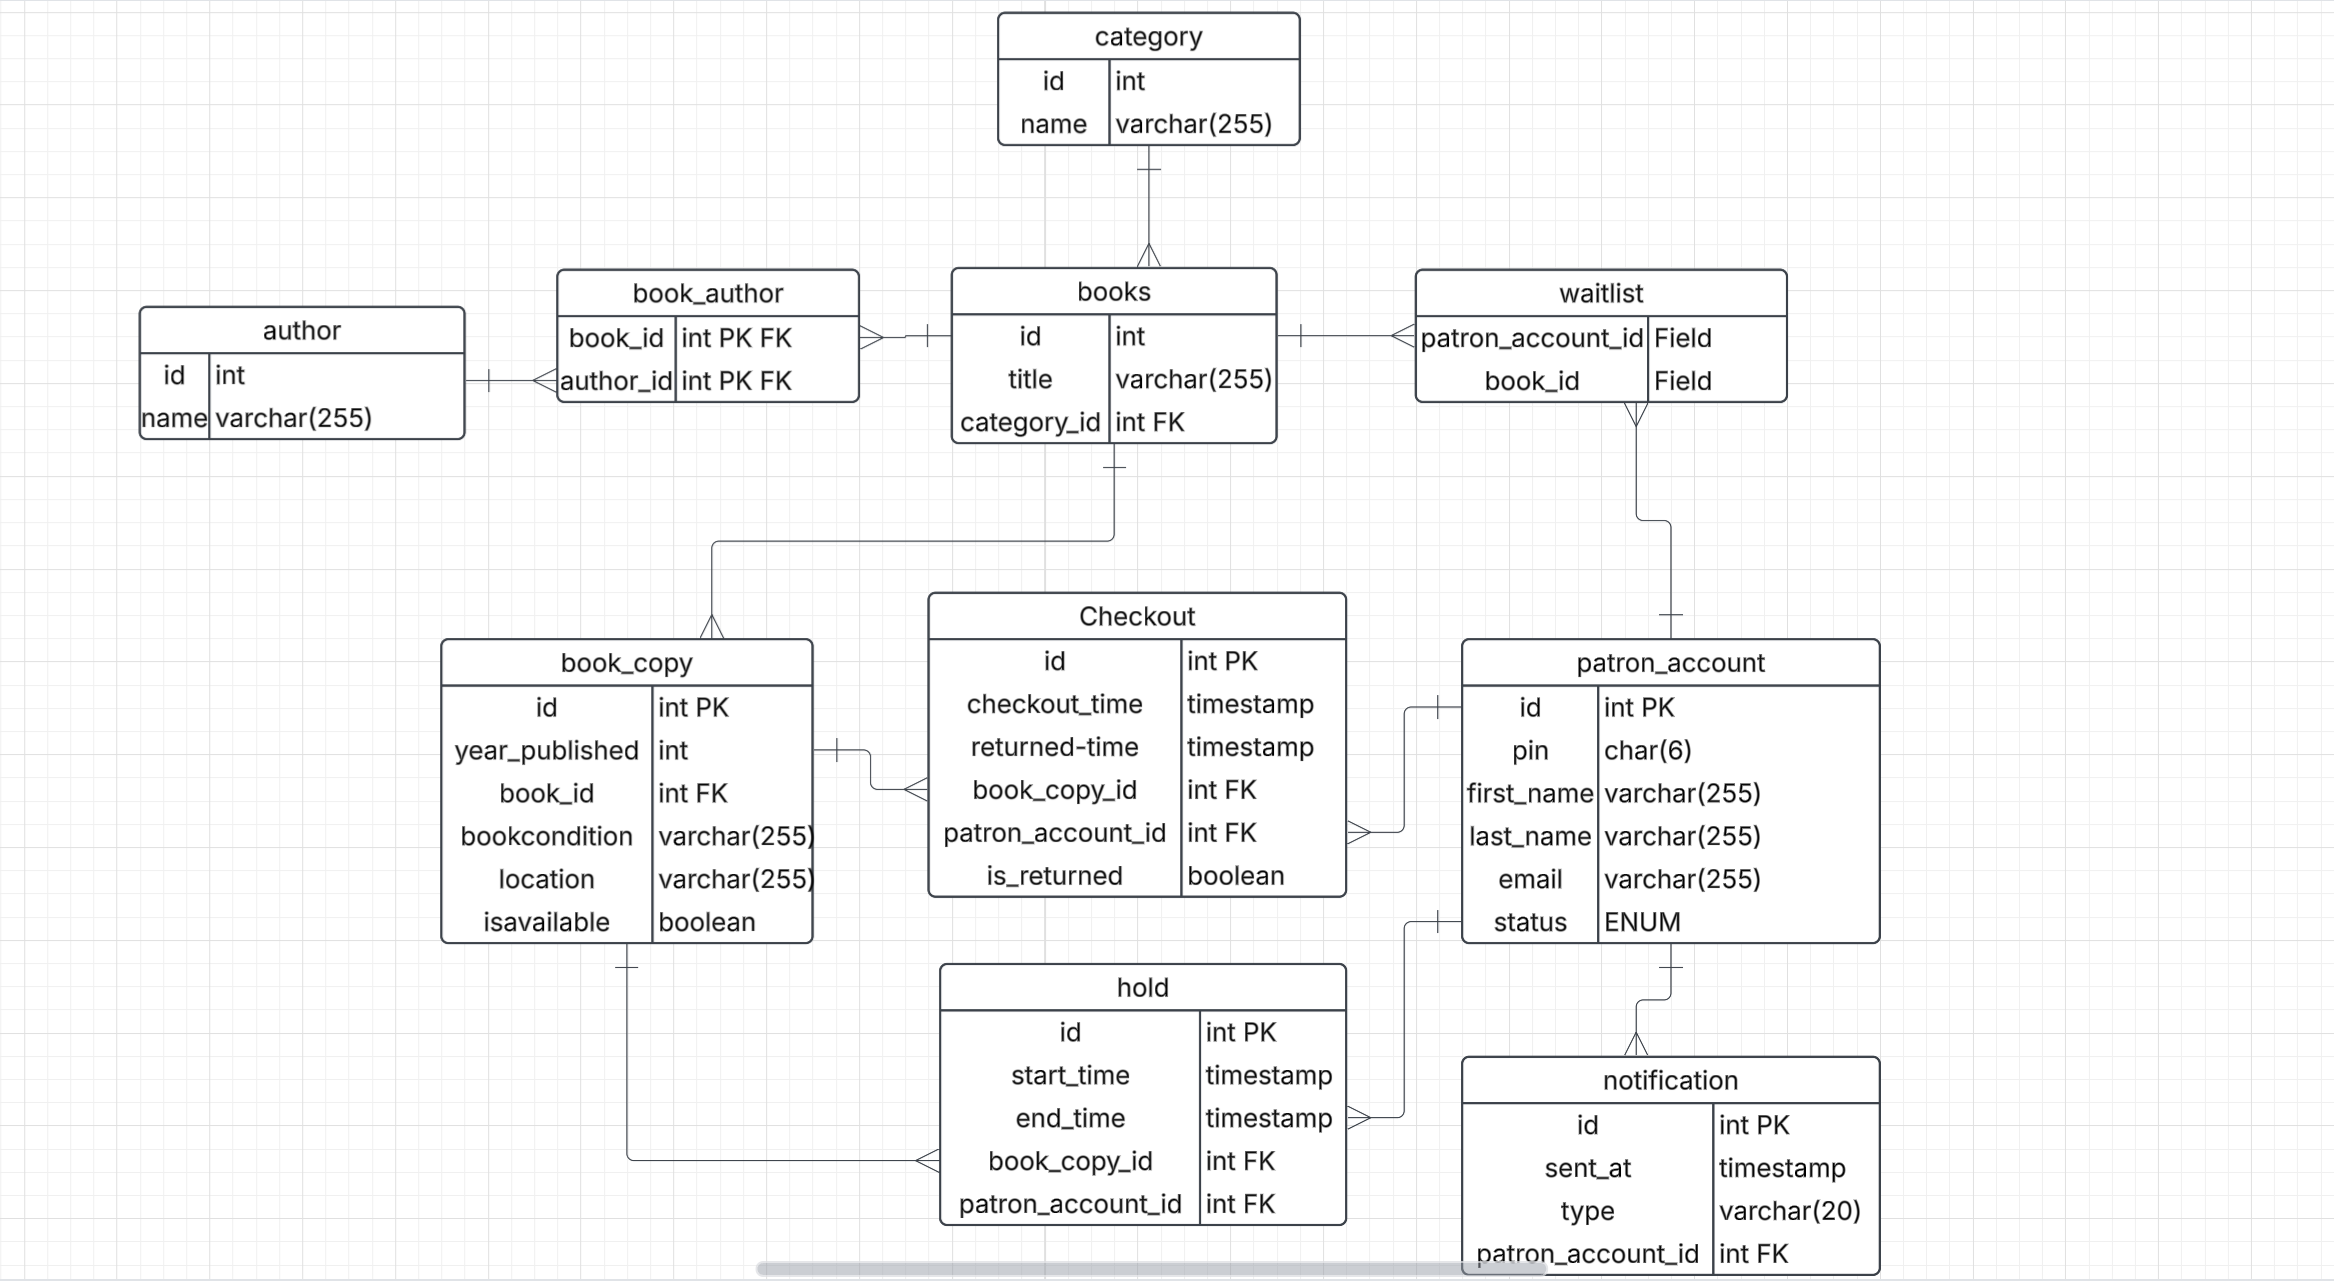 category
id int
name varchar(255)
author
id int
name varchar(255)
book_author
book_id int PK FK
author_id int PK FK
books
id int
title varchar(255)
category_id int FK
waitlist
patron_account_id Field
book_id Field
book_copy
id int PK
year_published int
book_id int FK
bookcondition varchar(255)
location varchar(255)
isavailable boolean
Checkout
id int PK
checkout_time timestamp
returned-time timestamp
book_copy_id int FK
patron_account_id int FK
is_returned boolean
patron_account
id int PK
pin char(6)
first_name varchar(255)
last_name varchar(255)
email varchar(255)
status ENUM
hold
id int PK
start_time timestamp
end_time timestamp
book_copy_id int FK
patron_account_id int FK
notification
id int PK
sent_at timestamp
type varchar(20)
patron_account_id int FK